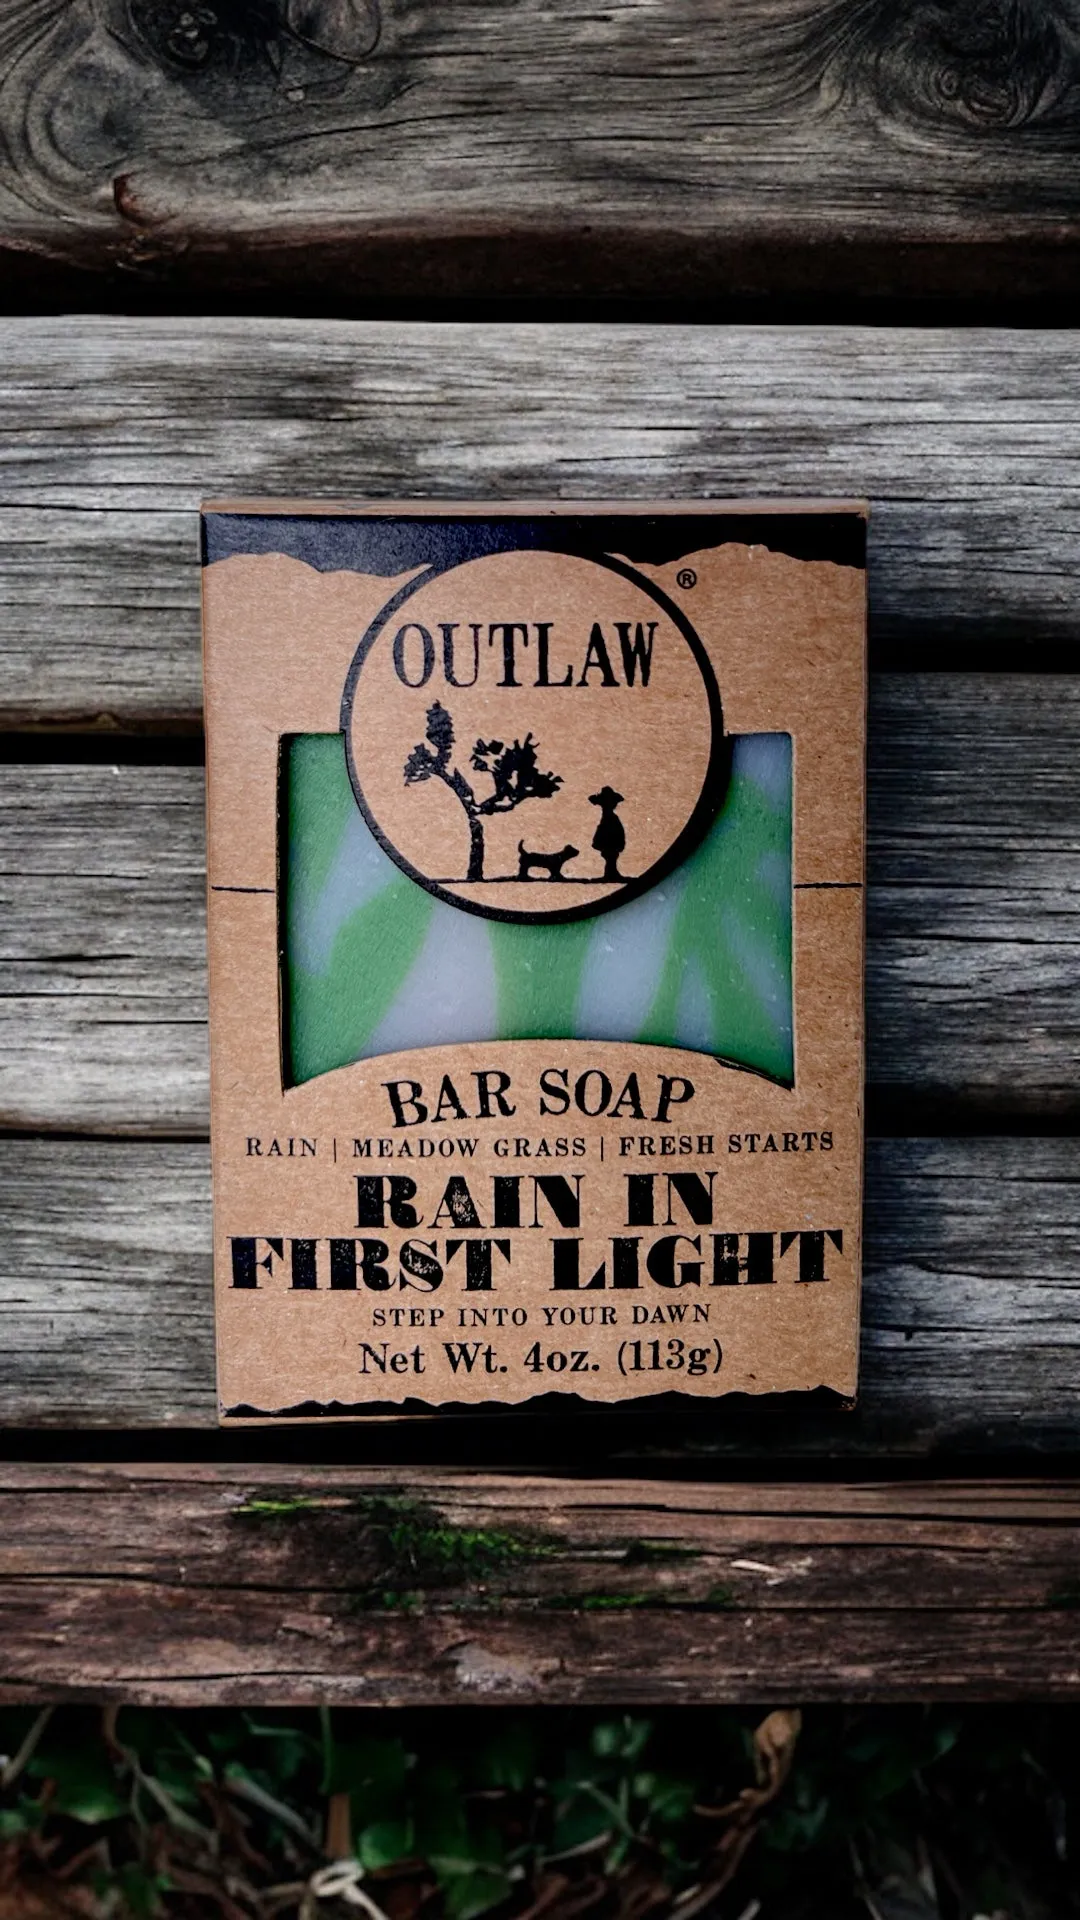 OUTLAW
®
BAR SOAP
RAIN | MEADOW GRASS | FRESH STARTS
RAIN IN
FIRST LIGHT
STEP INTO YOUR DAWN
Net Wt. 4oz. (113g)